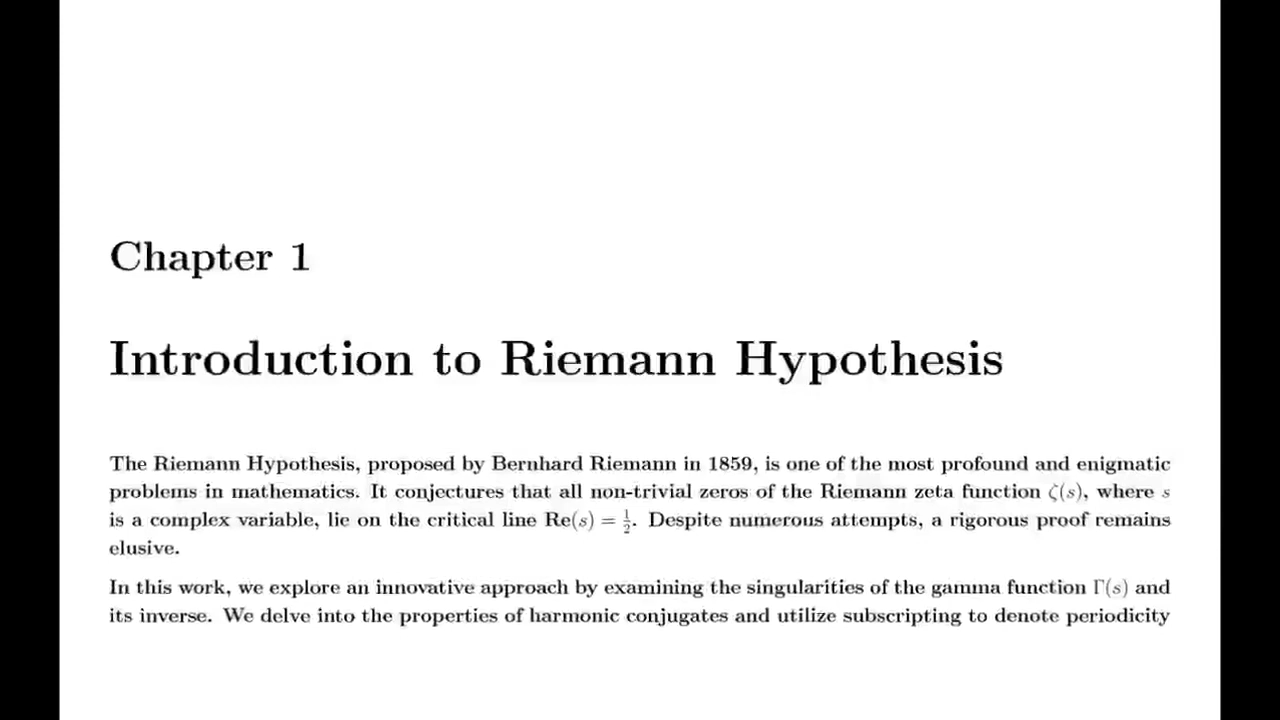 Chapter 1
Introduction to Riemann Hypothesis
The Riemann Hypothesis, proposed by Bernhard Riemann in 1859, is one of the most profound and enigmatic
problems in mathematics. It conjectures that all non-trivial zeros of the Riemann zeta function ζ(s), where s
is a complex variable, lie on the critical line Re(s) = 1/2. Despite numerous attempts, a rigorous proof remains
elusive.
In this work, we explore an innovative approach by examining the singularities of the gamma function Γ(s) and
its inverse. We delve into the properties of harmonic conjugates and utilize subscripting to denote periodicity